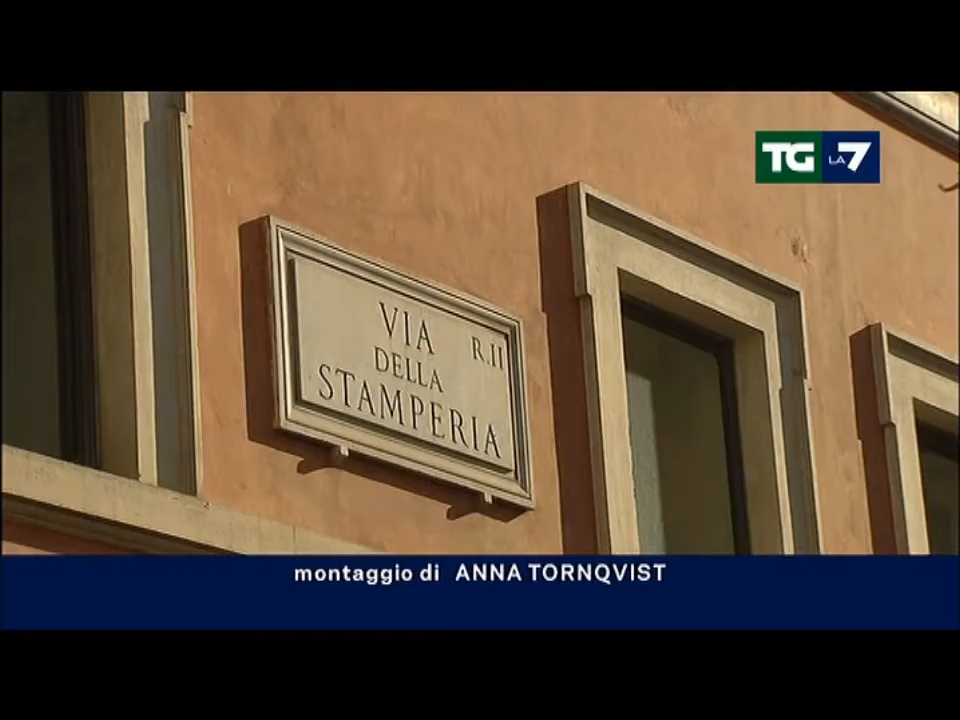 TG LA7
VIA
R.II
DELLA
STAMPERIA
montaggio di ANNA TORNQVIST